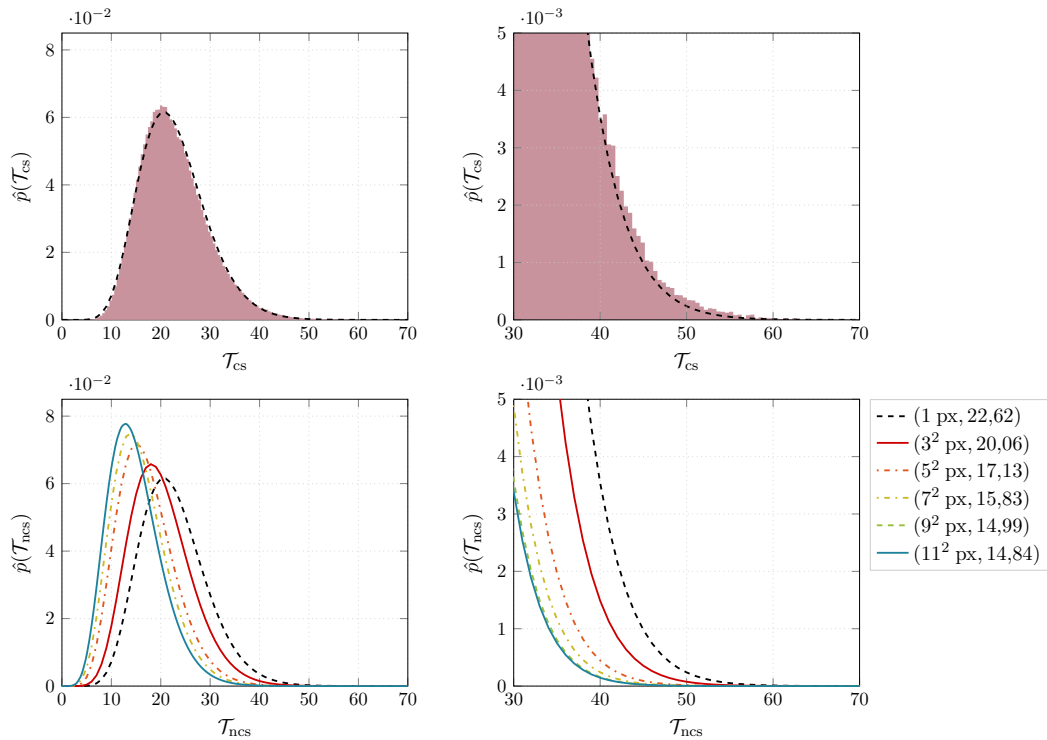 ·10⁻²
8
6
4
2
0
0 10 20 30 40 50 60 70
p̂(𝒯cs)
𝒯cs
·10⁻³
5
4
3
2
1
0
30 40 50 60 70
p̂(𝒯cs)
𝒯cs
·10⁻²
8
6
4
2
0
0 10 20 30 40 50 60 70
p̂(𝒯ncs)
𝒯ncs
·10⁻³
5
4
3
2
1
0
30 40 50 60 70
p̂(𝒯ncs)
𝒯ncs
(1 px, 22,62)
(3² px, 20,06)
(5² px, 17,13)
(7² px, 15,83)
(9² px, 14,99)
(11² px, 14,84)